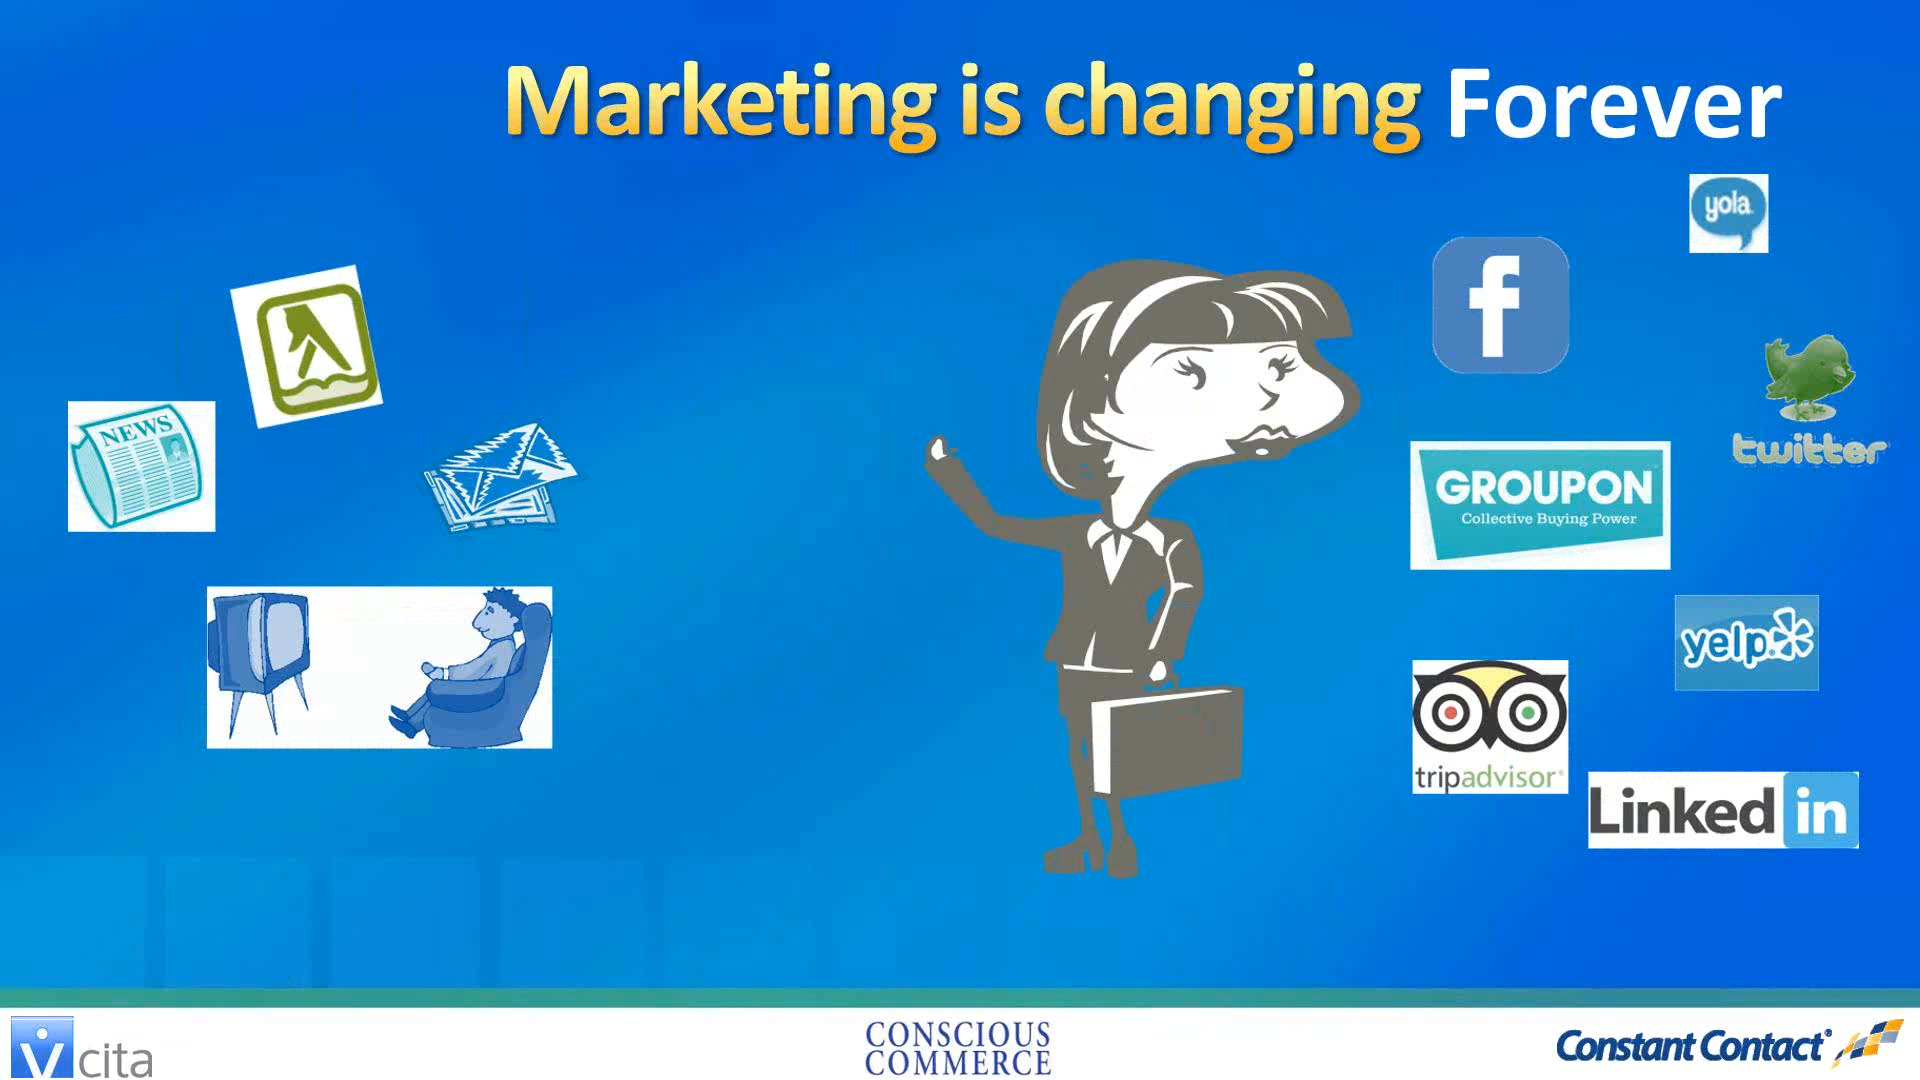 Marketing is changing Forever
yola
f
NEWS
twitter
GROUPON
Collective Buying Power
yelp
tripadvisor
Linked in
vcita
CONSCIOUS
COMMERCE
Constant Contact